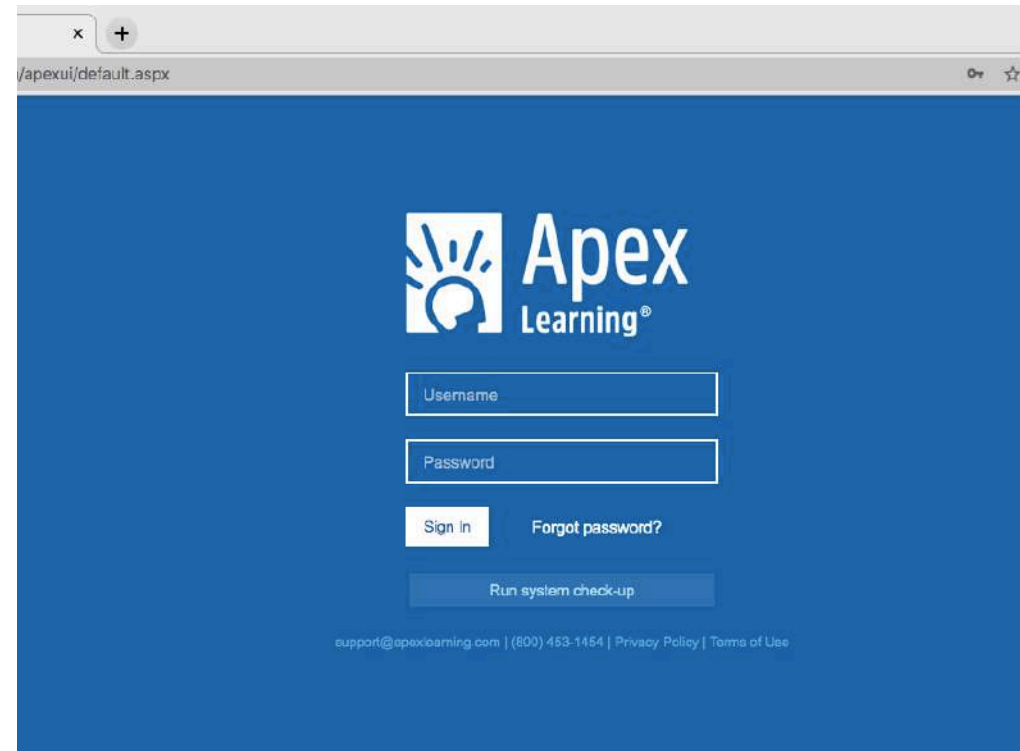 /apexui/default.aspx
Apex
Learning®
Username
Password
Sign in Forgot password?
Run system check-up
support@apexlearning.com | (800) 453-1454 | Privacy Policy | Terms of Use